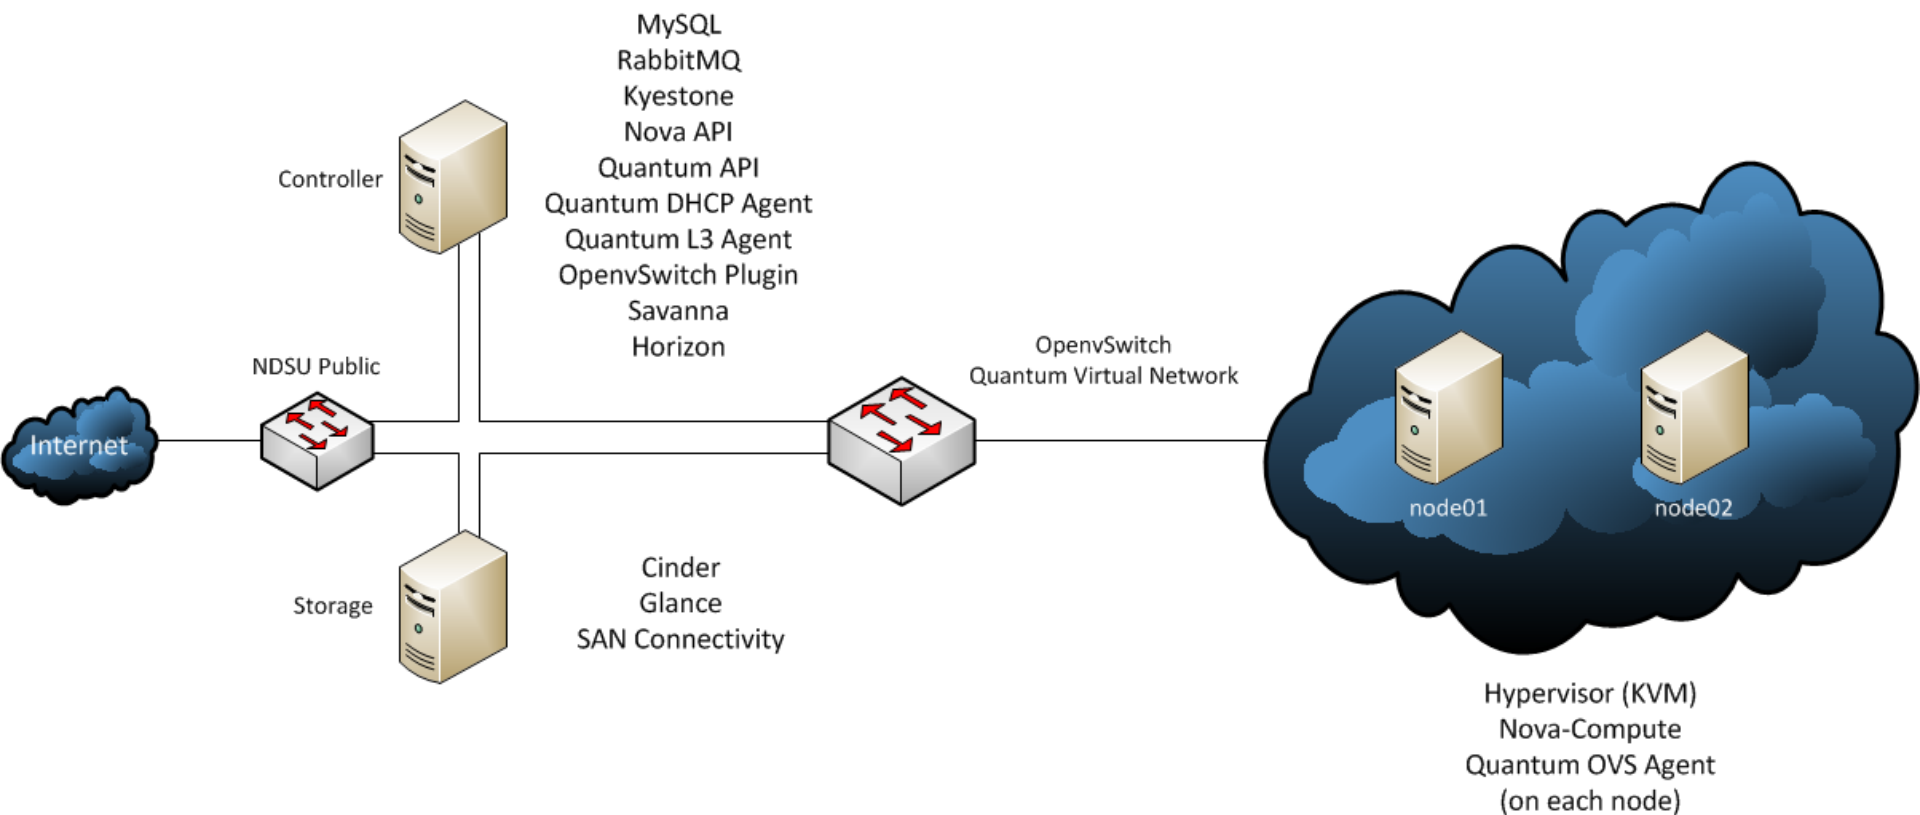 MySQL
RabbitMQ
Kyestone
Nova API
Quantum API
Quantum DHCP Agent
Quantum L3 Agent
OpenvSwitch Plugin
Savanna
Horizon
Controller
NDSU Public
Internet
OpenvSwitch
Quantum Virtual Network
node01
node02
Storage
Cinder
Glance
SAN Connectivity
Hypervisor (KVM)
Nova-Compute
Quantum OVS Agent
(on each node)